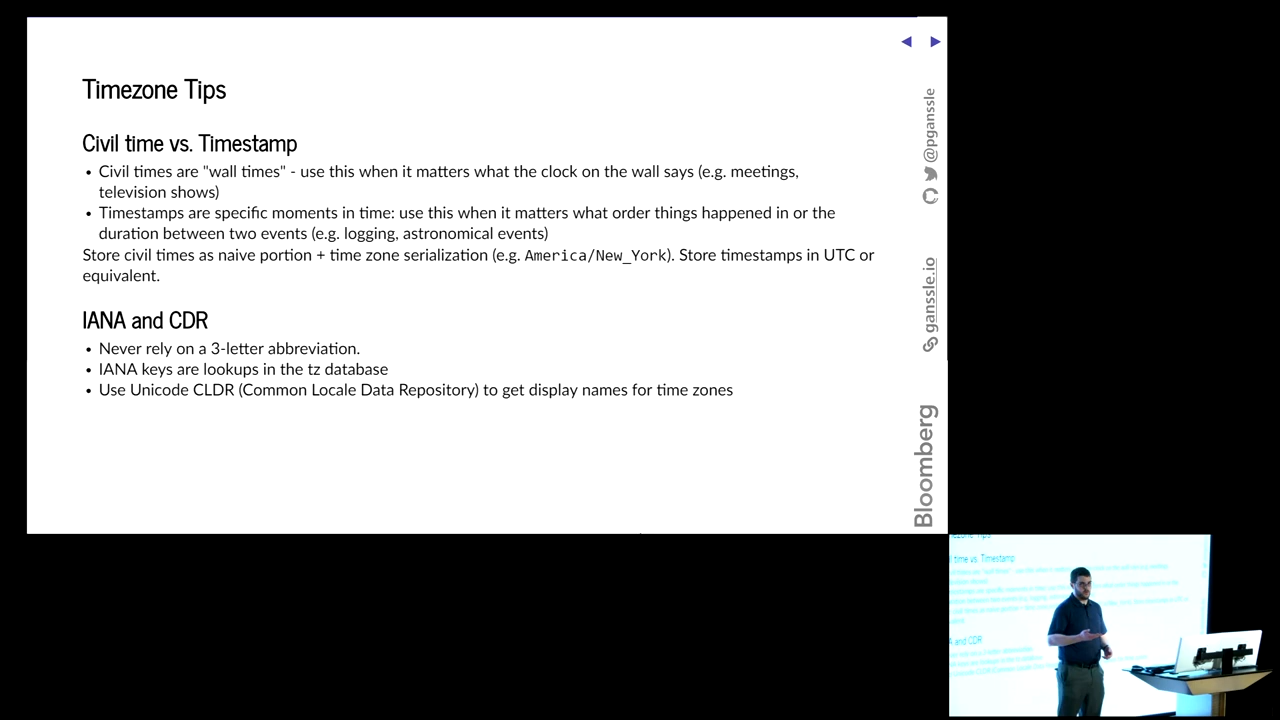 Timezone Tips
Civil time vs. Timestamp
• Civil times are "wall times" - use this when it matters what the clock on the wall says (e.g. meetings,
television shows)
• Timestamps are specific moments in time: use this when it matters what order things happened in or the
duration between two events (e.g. logging, astronomical events)
Store civil times as naive portion + time zone serialization (e.g. America/New_York). Store timestamps in UTC or
equivalent.
IANA and CDR
• Never rely on a 3-letter abbreviation.
• IANA keys are lookups in the tz database
• Use Unicode CLDR (Common Locale Data Repository) to get display names for time zones
@pganssle
ganssle.io
Bloomberg
time vs. Timestamp
and CDR